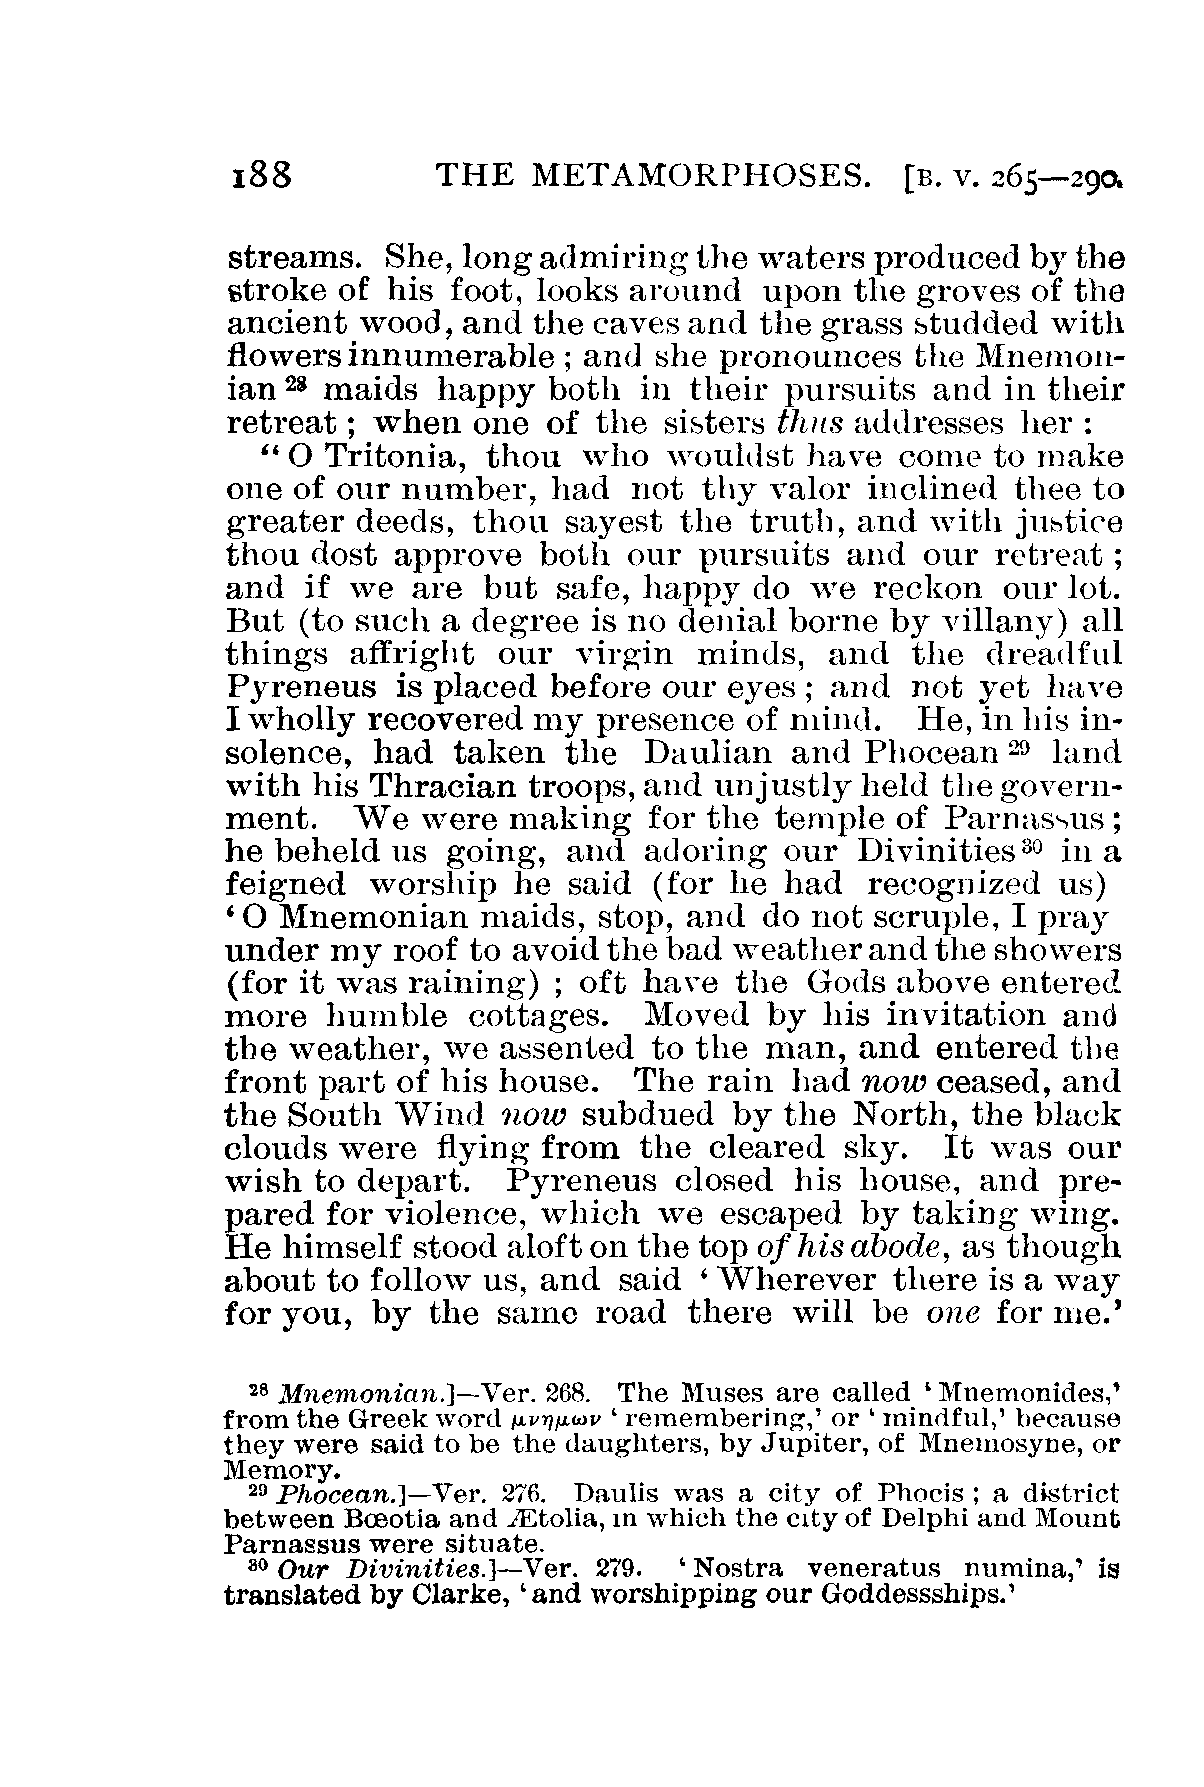 188 THE METAMORPHOSES. [B. V. 265—290.
streams. She, long admiring the waters produced by the
stroke of his foot, looks around upon the groves of the
ancient wood, and the caves and the grass studded with
flowers innumerable ; and she pronounces the Mnemon-
ian ²⁸ maids happy both in their pursuits and in their
retreat ; when one of the sisters thus addresses her :
“ O Tritonia, thou who wouldst have come to make
one of our number, had not thy valor inclined thee to
greater deeds, thou sayest the truth, and with justice
thou dost approve both our pursuits and our retreat ;
and if we are but safe, happy do we reckon our lot.
But (to such a degree is no denial borne by villany) all
things affright our virgin minds, and the dreadful
Pyreneus is placed before our eyes ; and not yet have
I wholly recovered my presence of mind. He, in his in-
solence, had taken the Daulian and Phocean ²⁹ land
with his Thracian troops, and unjustly held the govern-
ment. We were making for the temple of Parnassus ;
he beheld us going, and adoring our Divinities ³⁰ in a
feigned worship he said (for he had recognized us)
‘ O Mnemonian maids, stop, and do not scruple, I pray
under my roof to avoid the bad weather and the showers
(for it was raining) ; oft have the Gods above entered
more humble cottages. Moved by his invitation and
the weather, we assented to the man, and entered the
front part of his house. The rain had now ceased, and
the South Wind now subdued by the North, the black
clouds were flying from the cleared sky. It was our
wish to depart. Pyreneus closed his house, and pre-
pared for violence, which we escaped by taking wing.
He himself stood aloft on the top of his abode, as though
about to follow us, and said ‘ Wherever there is a way
for you, by the same road there will be one for me.’
²⁸ Mnemonian.]—Ver. 268. The Muses are called ‘ Mnemonides,’
from the Greek word μνημων ‘ remembering,’ or ‘ mindful,’ because
they were said to be the daughters, by Jupiter, of Mnemosyne, or
Memory.
²⁹ Phocean.]—Ver. 276. Daulis was a city of Phocis ; a district
between Bœotia and Ætolia, in which the city of Delphi and Mount
Parnassus were situate.
³⁰ Our Divinities.]—Ver. 279. ‘ Nostra veneratus numina,’ is
translated by Clarke, ‘ and worshipping our Goddessships.’